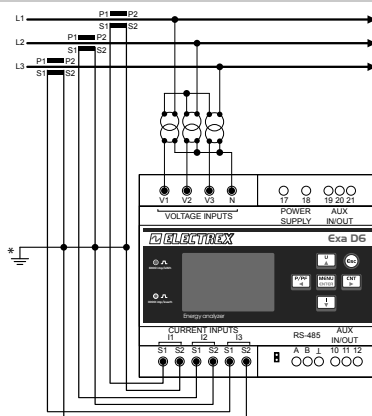 L1
P1 P2
S1 S2
L2
P1 P2
S1 S2
L3
P1 P2
S1 S2
V1 V2 V3 N
VOLTAGE INPUTS
17 18 19 20 21
POWER SUPPLY
AUX IN/OUT
*
ELECTREX
Exa D6
U
Esc
P/PF
MENU
ENTER
CNT
I
Energy analyzer
CURRENT INPUTS
I1 I2 I3
S1 S2 S1 S2 S1 S2
RS-485
A B ⊥
AUX IN/OUT
10 11 12